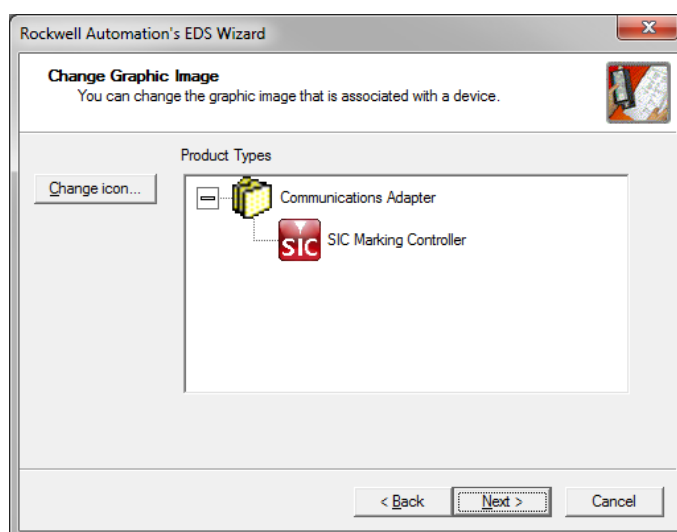 Rockwell Automation's EDS Wizard
Change Graphic Image
You can change the graphic image that is associated with a device.
Product Types
Change icon...
Communications Adapter
SIC
SIC Marking Controller
< Back
Next >
Cancel